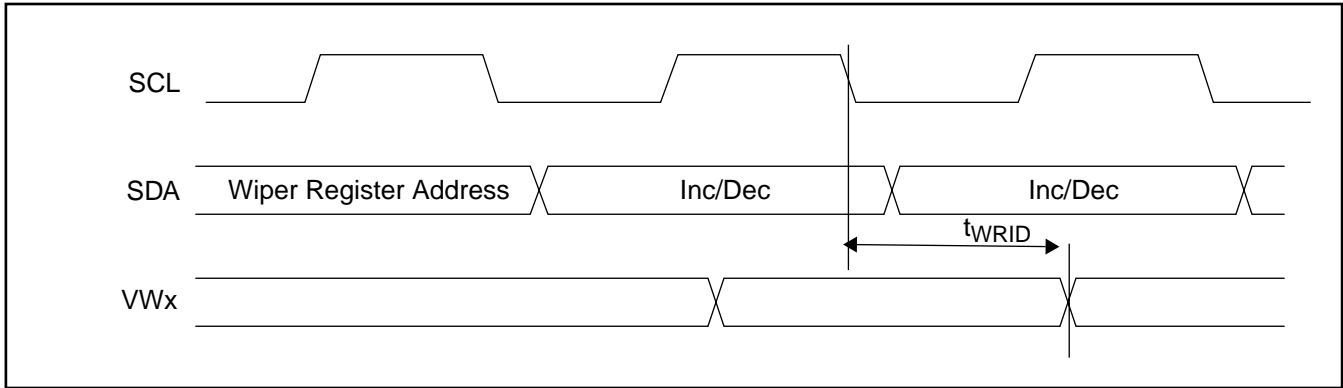 SCL
SDA Wiper Register Address Inc/Dec Inc/Dec
tWRID
VWx